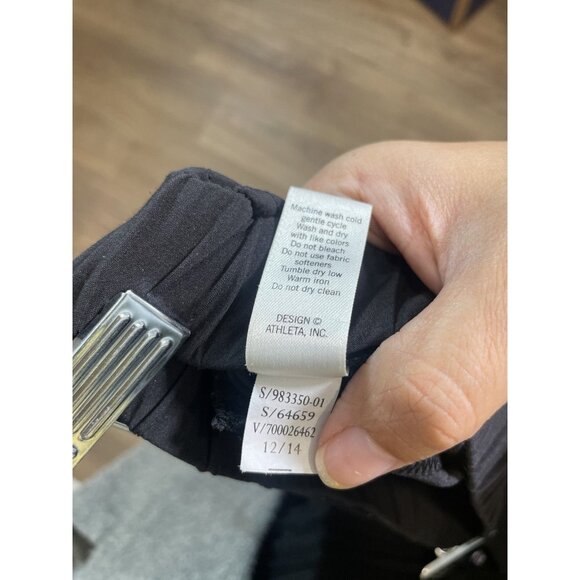 Machine wash cold
gentle cycle
Wash and dry
with like colors
Do not bleach
Do not use fabric
softeners
Tumble dry low
Warm iron
Do not dry clean
DESIGN ©
ATHLETA, INC.
S/983350-01
S/64659
V/700026462
12/14